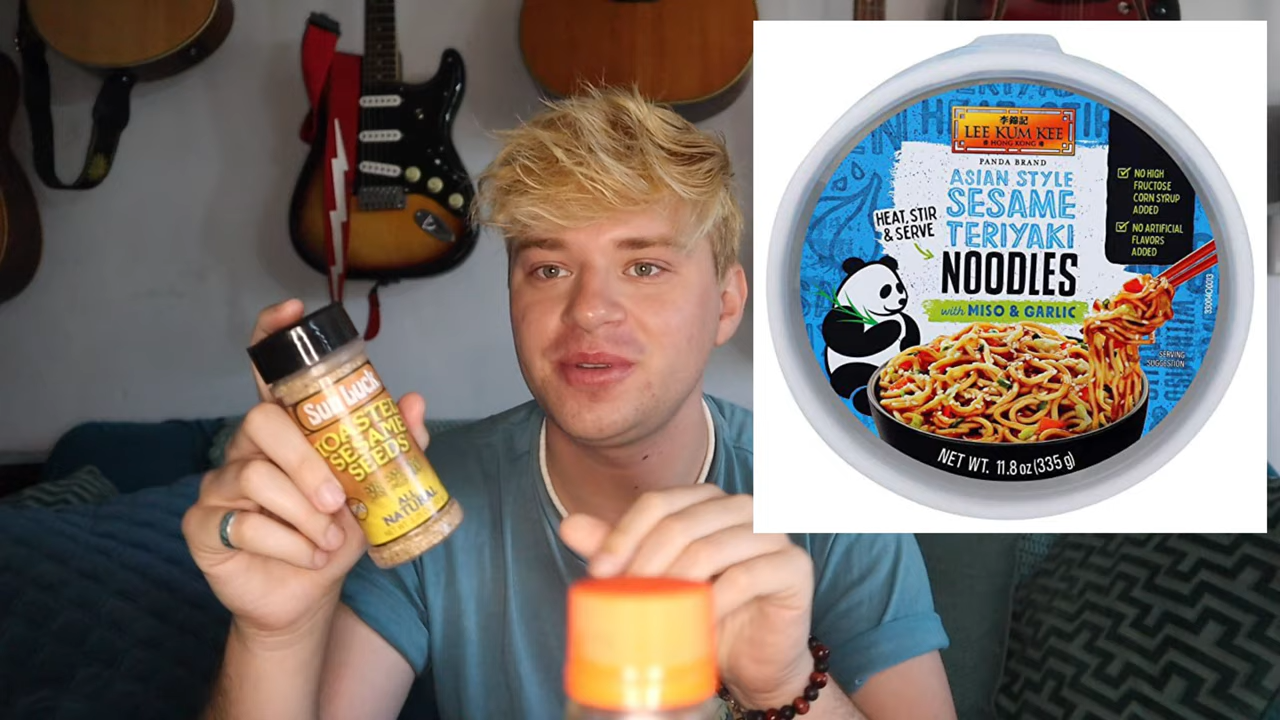 Sun Luck
ROASTED
SESAME
SEEDS
ALL
NATURAL
李錦記
LEE KUM KEE
HONG KONG
PANDA BRAND
ASIAN STYLE
SESAME
TERIYAKI
NOODLES
with MISO & GARLIC
HEAT, STIR
& SERVE
NO HIGH
FRUCTOSE
CORN SYRUP
ADDED
NO ARTIFICIAL
FLAVORS
ADDED
SERVING
SUGGESTION
NET WT. 11.8 oz (335 g)